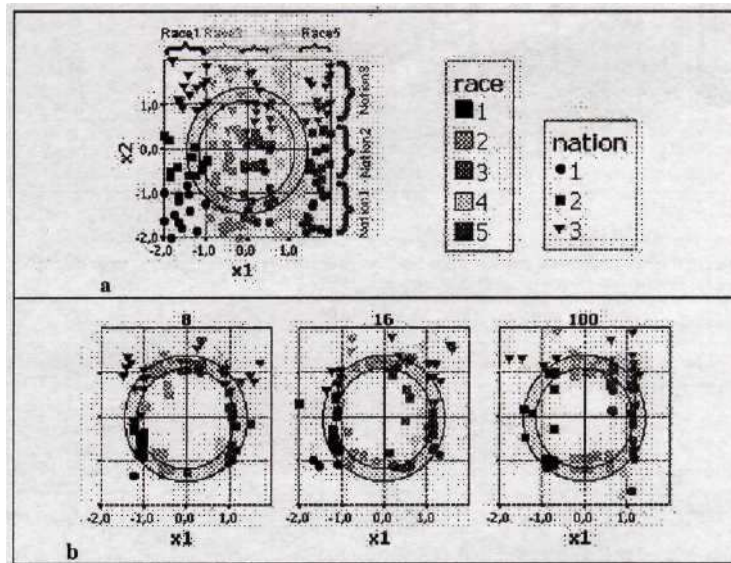 Race1
Race5
Nation3
Nation2
Nation1
x2
1,0
0,0
-1,0
-2,0
-2,0 -1,0 0,0 1,0
x1
a
race
1
2
3
4
5
nation
1
2
3
8 16 100
-2,0 -1,0 0,0 1,0 -2,0 -1,0 0,0 1,0 -2,0 -1,0 0,0 1,0
x1 x1 x1
b